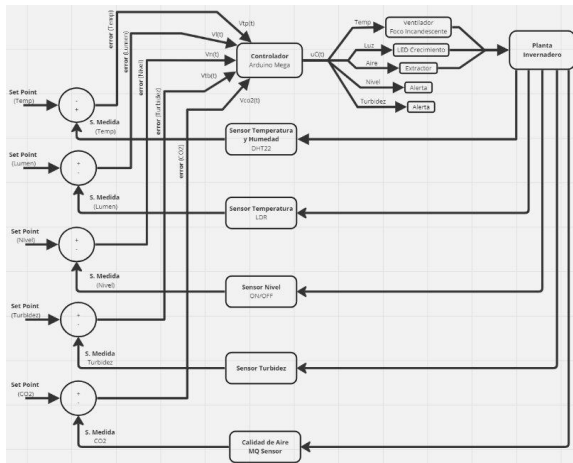 Vtp(t)
Vl(t)
Vn(t)
Vtb(t)
Vco2(t)
error (Temp)
error (Lumen)
error (Nivel)
error (Turbidez)
error (CO2)
Controlador
Arduino Mega
uC(t)
Temp
Luz
Aire
Nivel
Turbidez
Ventilador
Foco Incandescente
LED Crecimiento
Extractor
Alerta
Alerta
Planta
Invernadero
Set Point
(Temp)
-
+
S. Medida
(Temp)
Sensor Temperatura
y Humedad
DHT22
Set Point
(Lumen)
+
-
S. Medida
(Lumen)
Sensor Temperatura
LDR
Set Point
(Nivel)
+
-
S. Medida
(Nivel)
Sensor Nivel
ON/OFF
Set Point
(Turbidez)
+
-
S. Medida
Turbidez
Sensor Turbidez
Set Point
(CO2)
+
-
S. Medida
CO2
Calidad de Aire
MQ Sensor